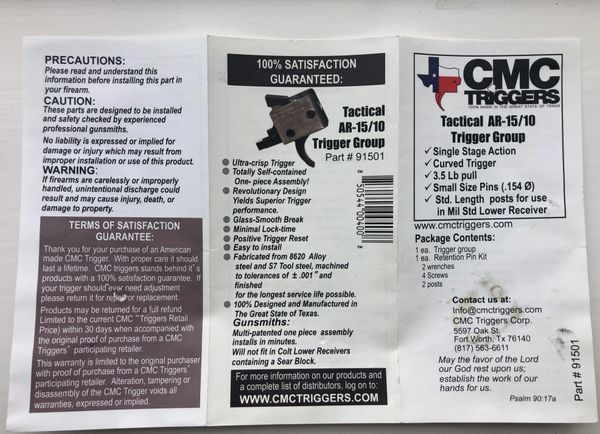 PRECAUTIONS:
Please read and understand this
information before installing this part in
your firearm.
CAUTION:
These parts are designed to be installed
and safety checked by experienced
professional gunsmiths.
No liability is expressed or implied for
damage or injury which may result from
improper installation or use of this product.
WARNING:
If firearms are carelessly or improperly
handled, unintentional discharge could
result and may cause injury, death, or
damage to property.
TERMS OF SATISFACTION
GUARANTEE:
Thank you for your purchase of an American
made CMC Trigger. With proper care it should
last a lifetime. CMC triggers stands behind it's
products with a 100% satisfaction guarantee. If
your trigger should ever need adjustment
please return it for repair or replacement.
Products may be returned for a full refund
Limited to the current CMC "Triggers Retail
Price) within 30 days when accompanied with
the original proof of purchase from a CMC
Triggers' participating retailer.
This warranty is limited to the original purchaser
with proof of purchase from a CMC Triggers'
participating retailer. Alteration, tampering or
disassembly of the CMC Trigger voids all
warranties, expressed or implied.
100% SATISFACTION
GUARANTEED:
Tactical
AR-15/10
Trigger Group
Part # 91501
Ultra-crisp Trigger
Totally Self-contained
One- piece Assembly!
Revolutionary Design
Yields Superior Trigger
performance.
Glass-Smooth Break
Minimal Lock-time
Positive Trigger Reset
Easy to install
Fabricated from 8620 Alloy
steel and S7 Tool steel, machined
to tolerances of ± .001" and
finished
for the longest service life possible.
100% Designed and Manufactured in
The Great State of Texas.
Gunsmiths:
Multi-patented one piece assembly
installs in minutes.
Will not fit in Colt Lower Receivers
containing a Sear Block.
For more information on our products and
a complete list of distributors, log on to:
WWW.CMCTRIGGERS.COM
8 50544 00400 8
CMC
TRIGGERS
100% MADE IN THE GREAT STATE OF TEXAS
Tactical AR-15/10
Trigger Group
✓ Single Stage Action
✓ Curved Trigger
✓ 3.5 Lb pull
✓ Small Size Pins (.154 Ø)
✓ Std. Length posts for use
in Mil Std Lower Receiver
www.cmctriggers.com
Package Contents:
1 ea. Trigger group
1 ea. Retention Pin Kit
2 wrenches
4 Screws
2 posts
Contact us at:
Info@cmctriggers.com
CMC Triggers Corp.
5597 Oak St.
Fort Worth, Tx 76140
(817) 563-6611
May the favor of the Lord
our God rest upon us;
establish the work of our
hands for us.
Psalm 90:17a
Part # 91501